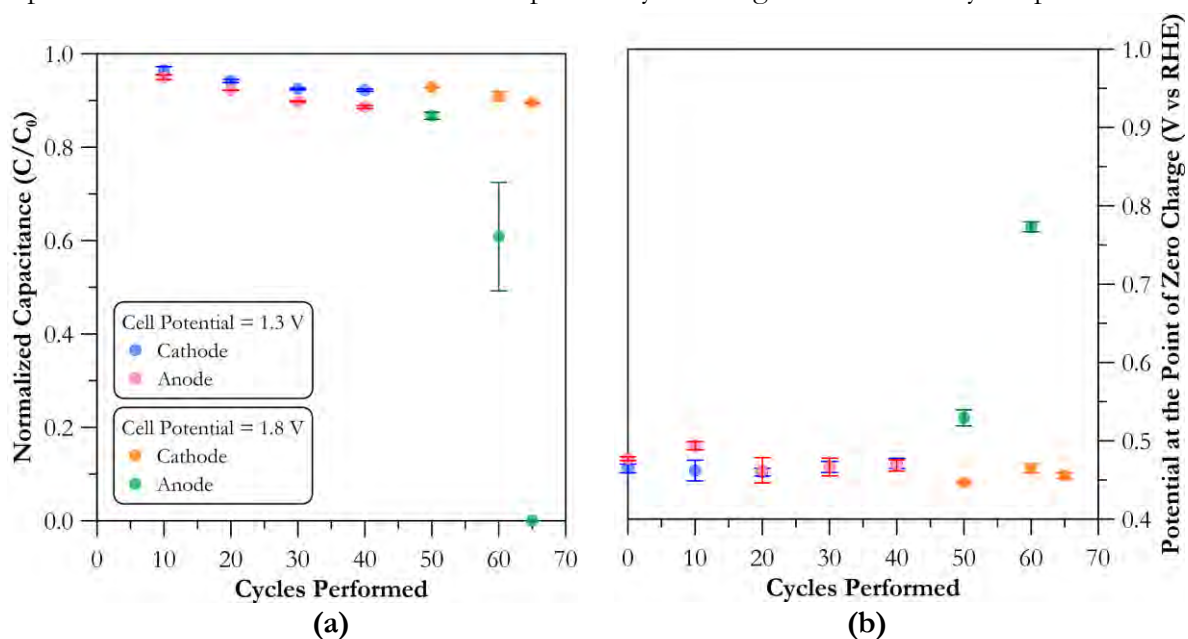 1.0
0.8
0.6
0.4
0.2
0.0
Normalized Capacitance (C/C₀)
Cell Potential = 1.3 V
Cathode
Anode
Cell Potential = 1.8 V
Cathode
Anode
0 10 20 30 40 50 60 70
Cycles Performed
(a)
1.0
0.9
0.8
0.7
0.6
0.5
0.4
Potential at the Point of Zero Charge (V vs RHE)
0 10 20 30 40 50 60 70
Cycles Performed
(b)